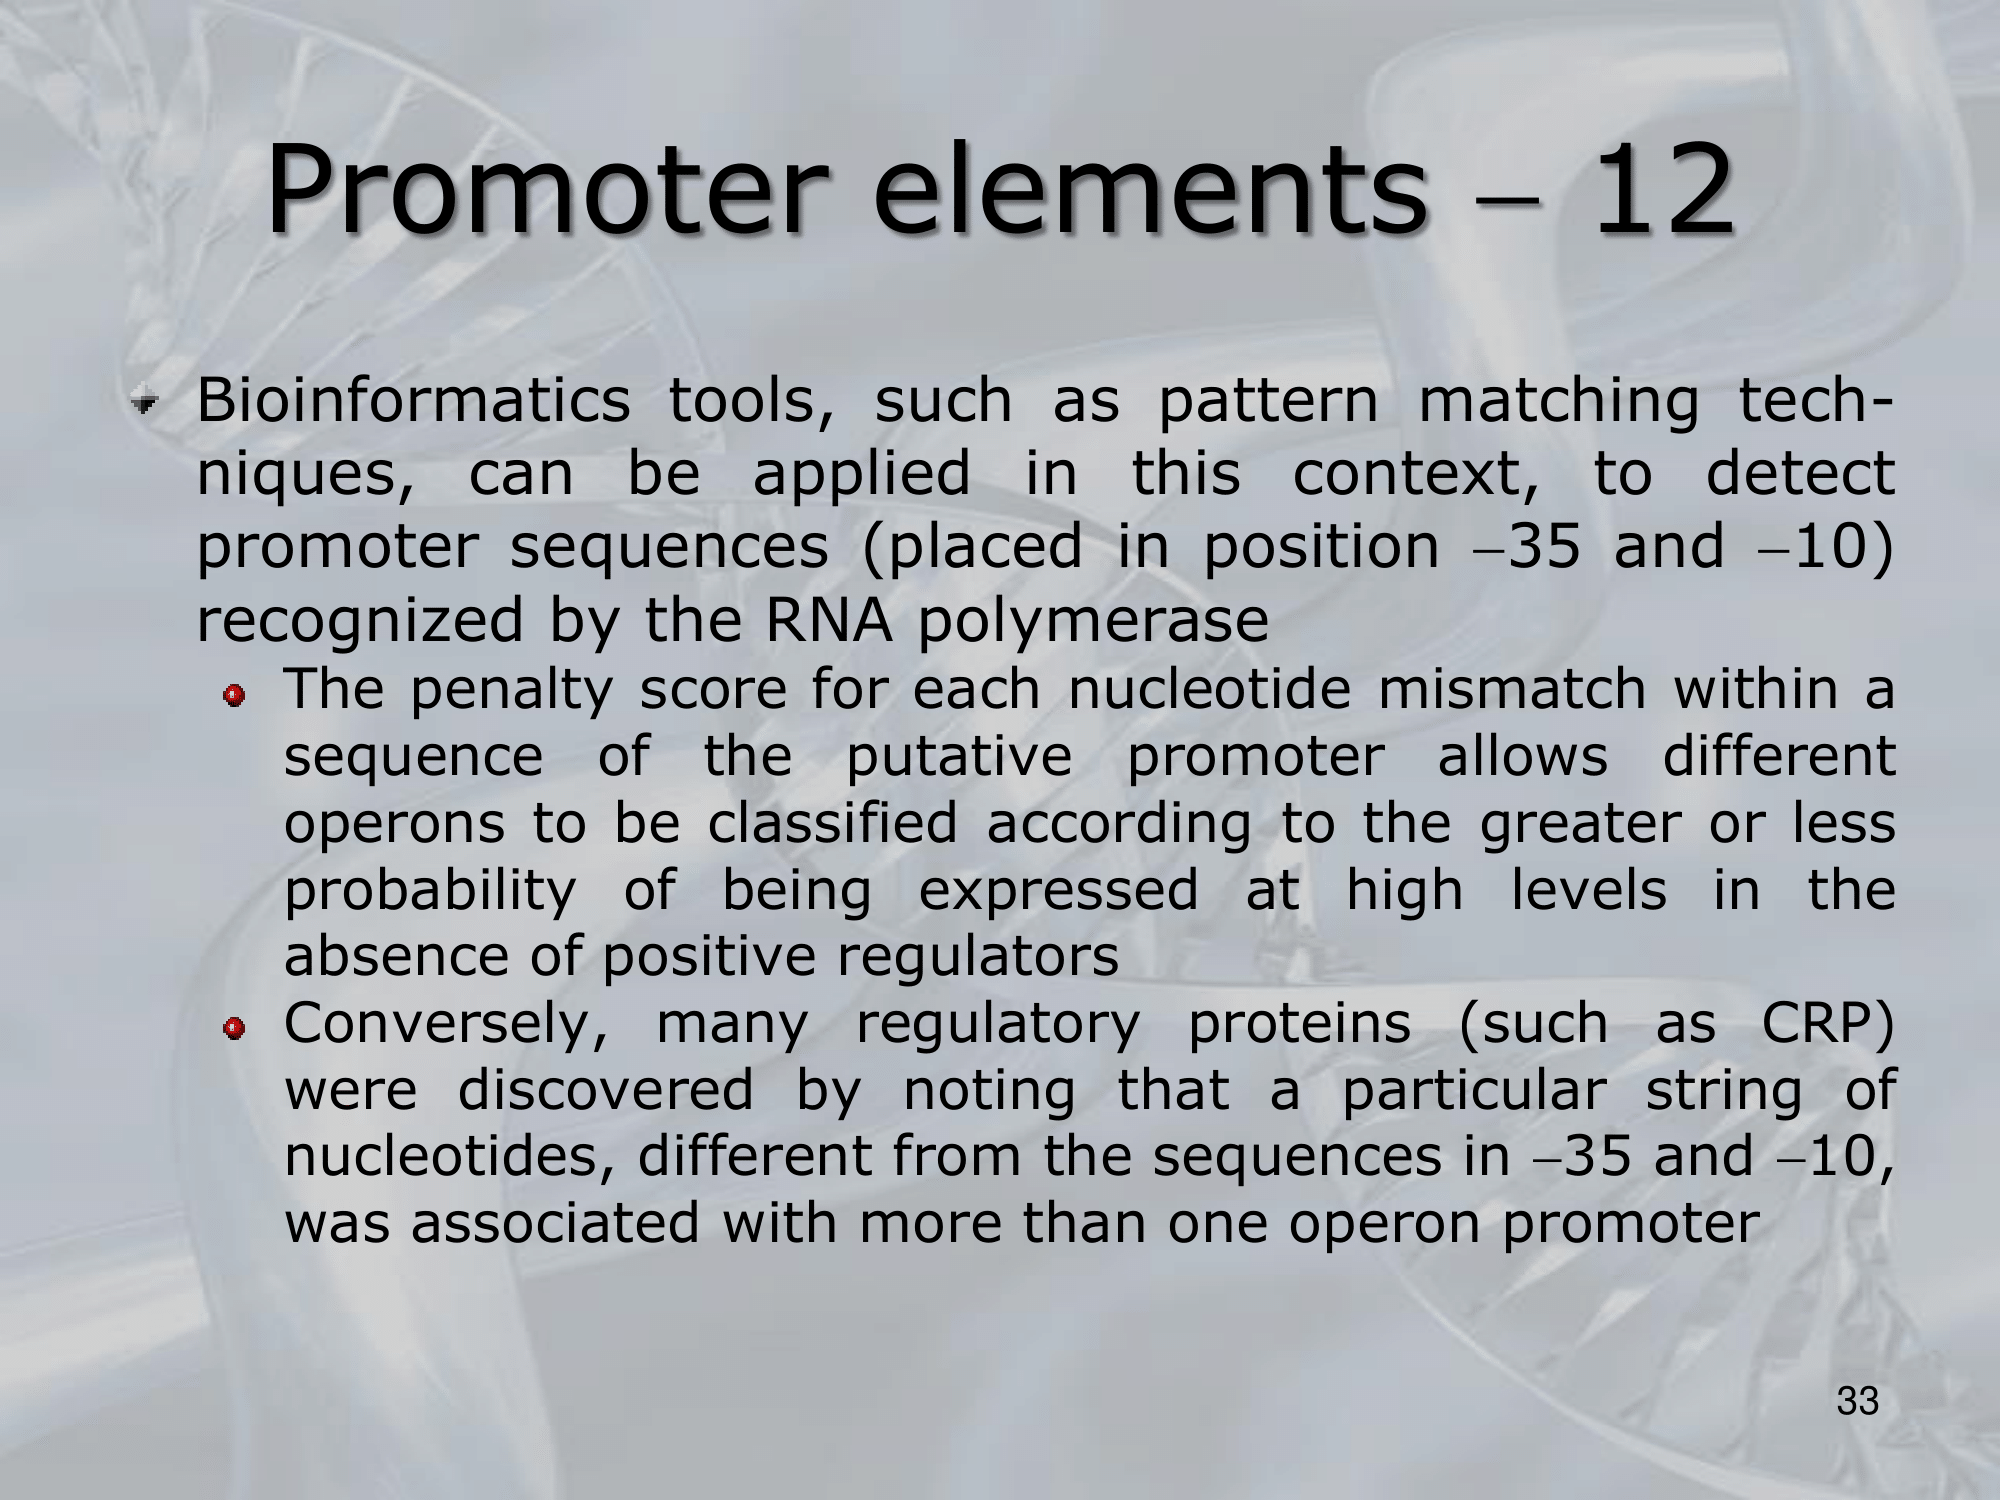 Promoter elements – 12
Bioinformatics tools, such as pattern matching tech-
niques, can be applied in this context, to detect
promoter sequences (placed in position –35 and –10)
recognized by the RNA polymerase
The penalty score for each nucleotide mismatch within a
sequence of the putative promoter allows different
operons to be classified according to the greater or less
probability of being expressed at high levels in the
absence of positive regulators
Conversely, many regulatory proteins (such as CRP)
were discovered by noting that a particular string of
nucleotides, different from the sequences in –35 and –10,
was associated with more than one operon promoter
33